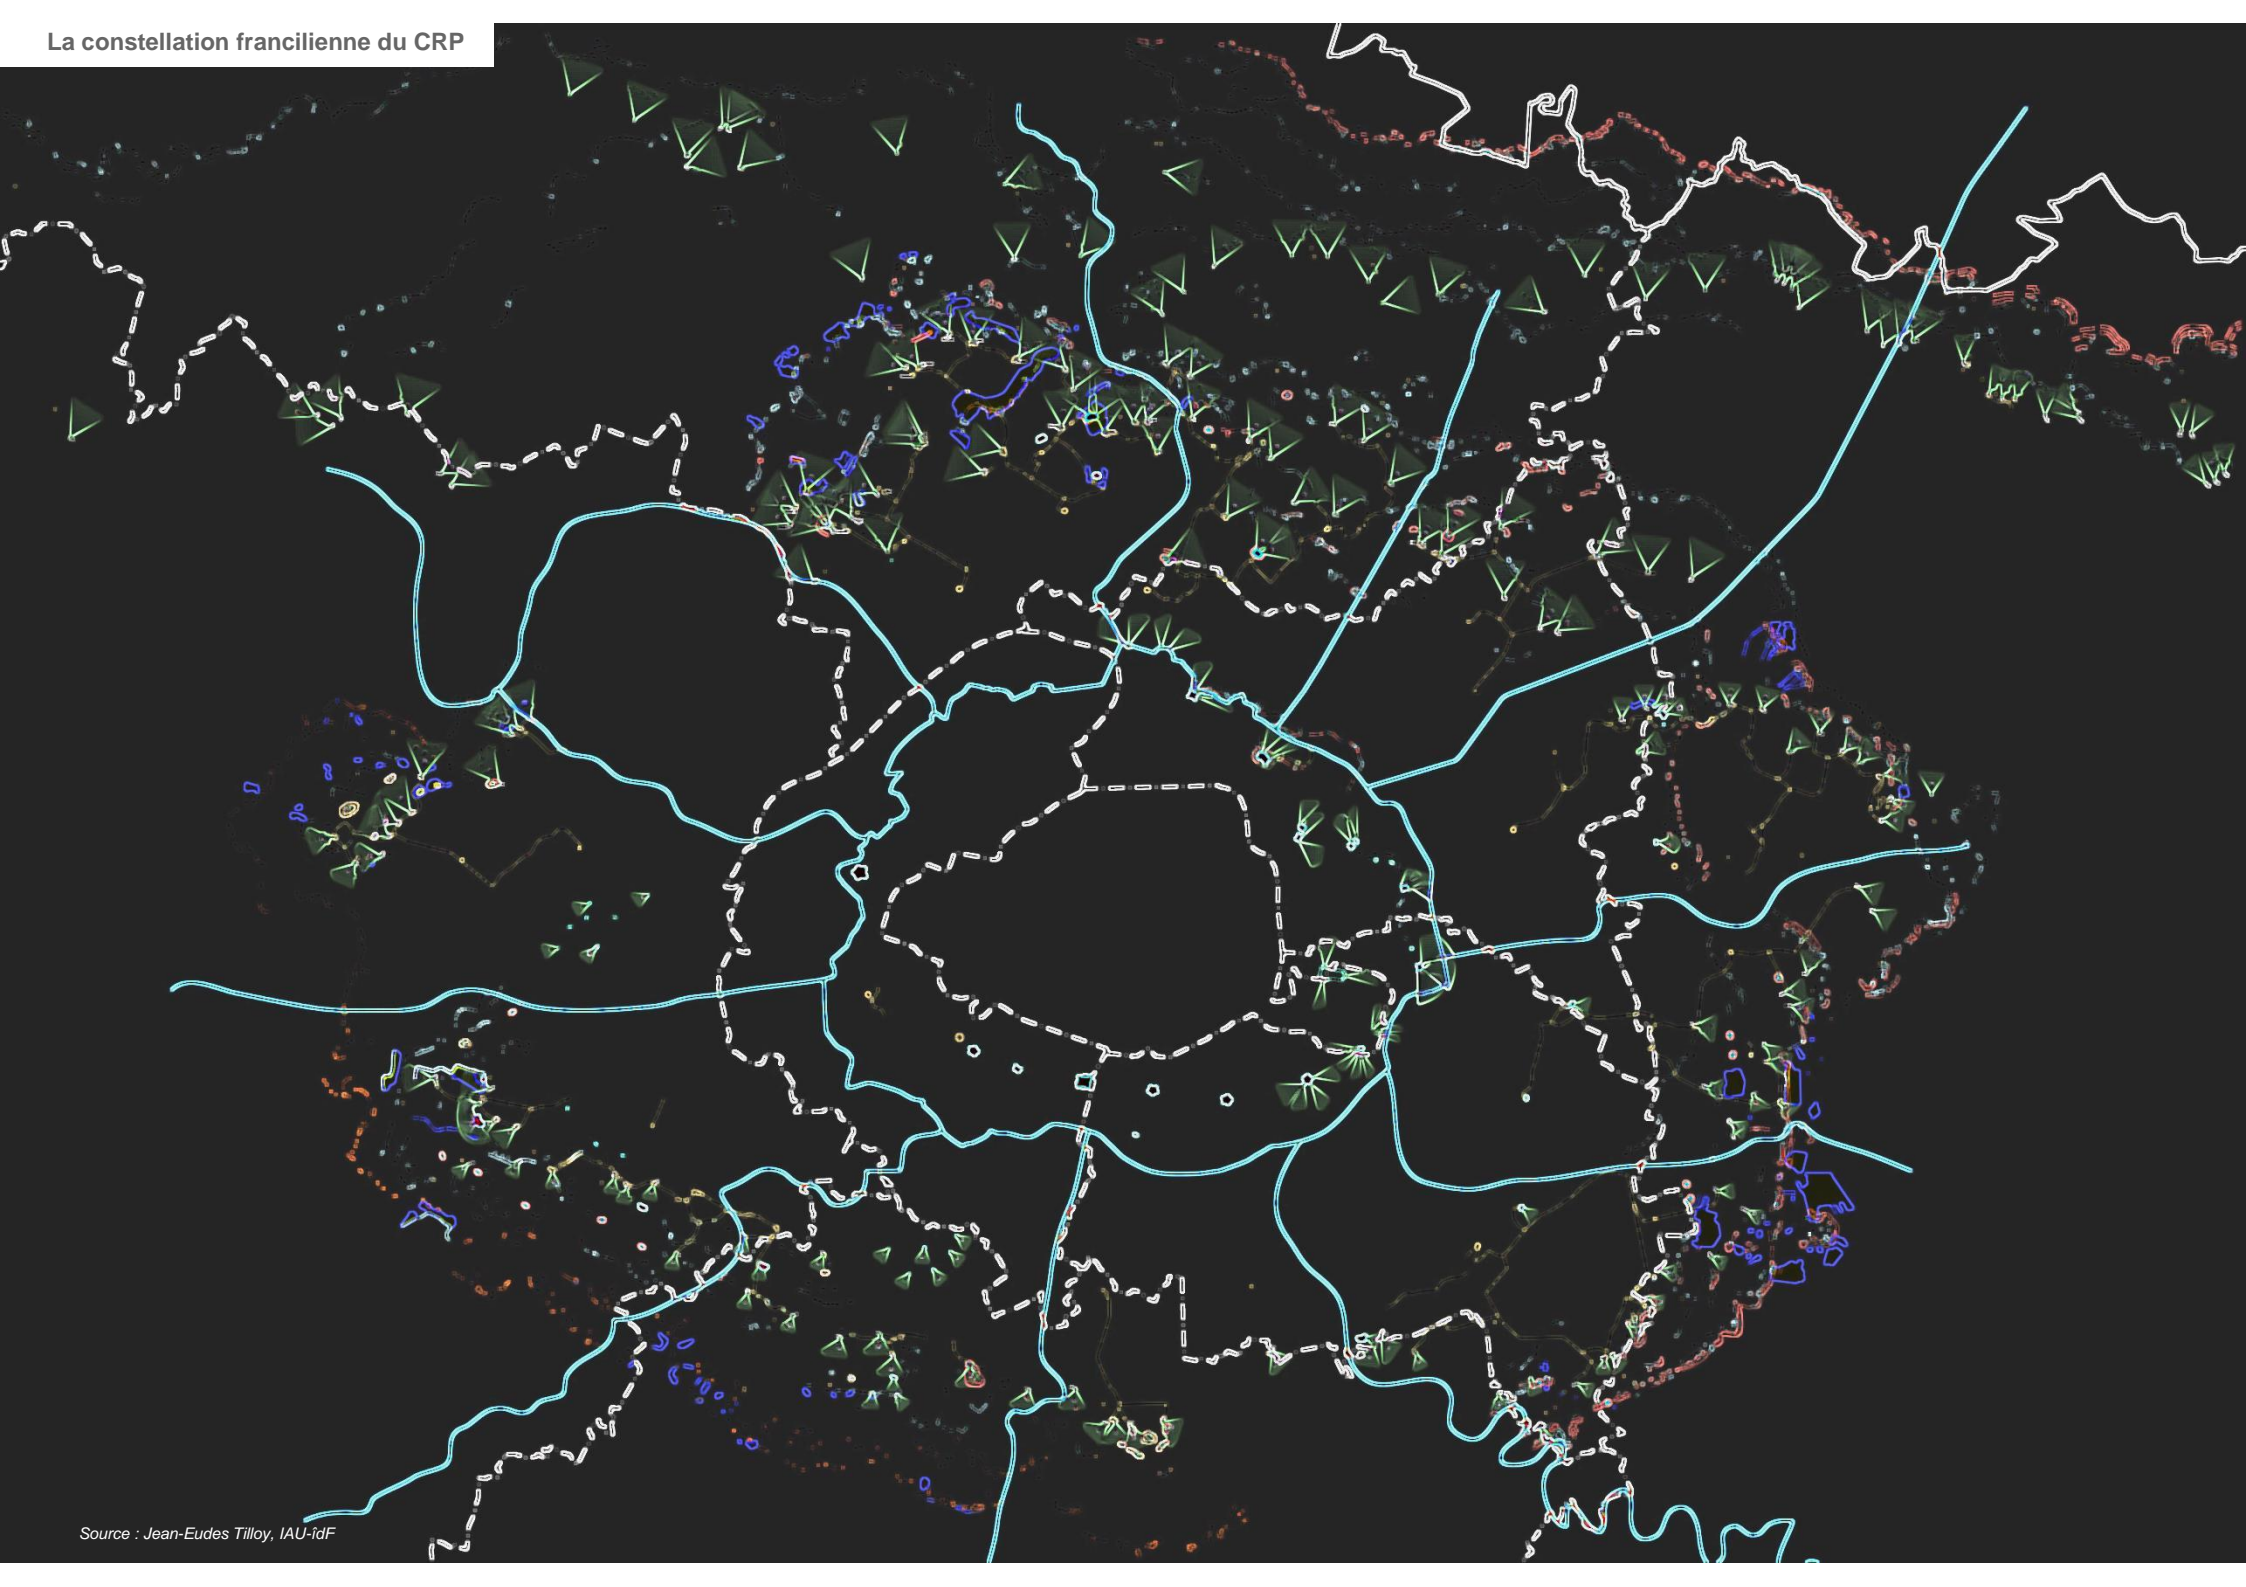 La constellation francilienne du CRP
Source : Jean-Eudes Tilloy, IAU-îdF